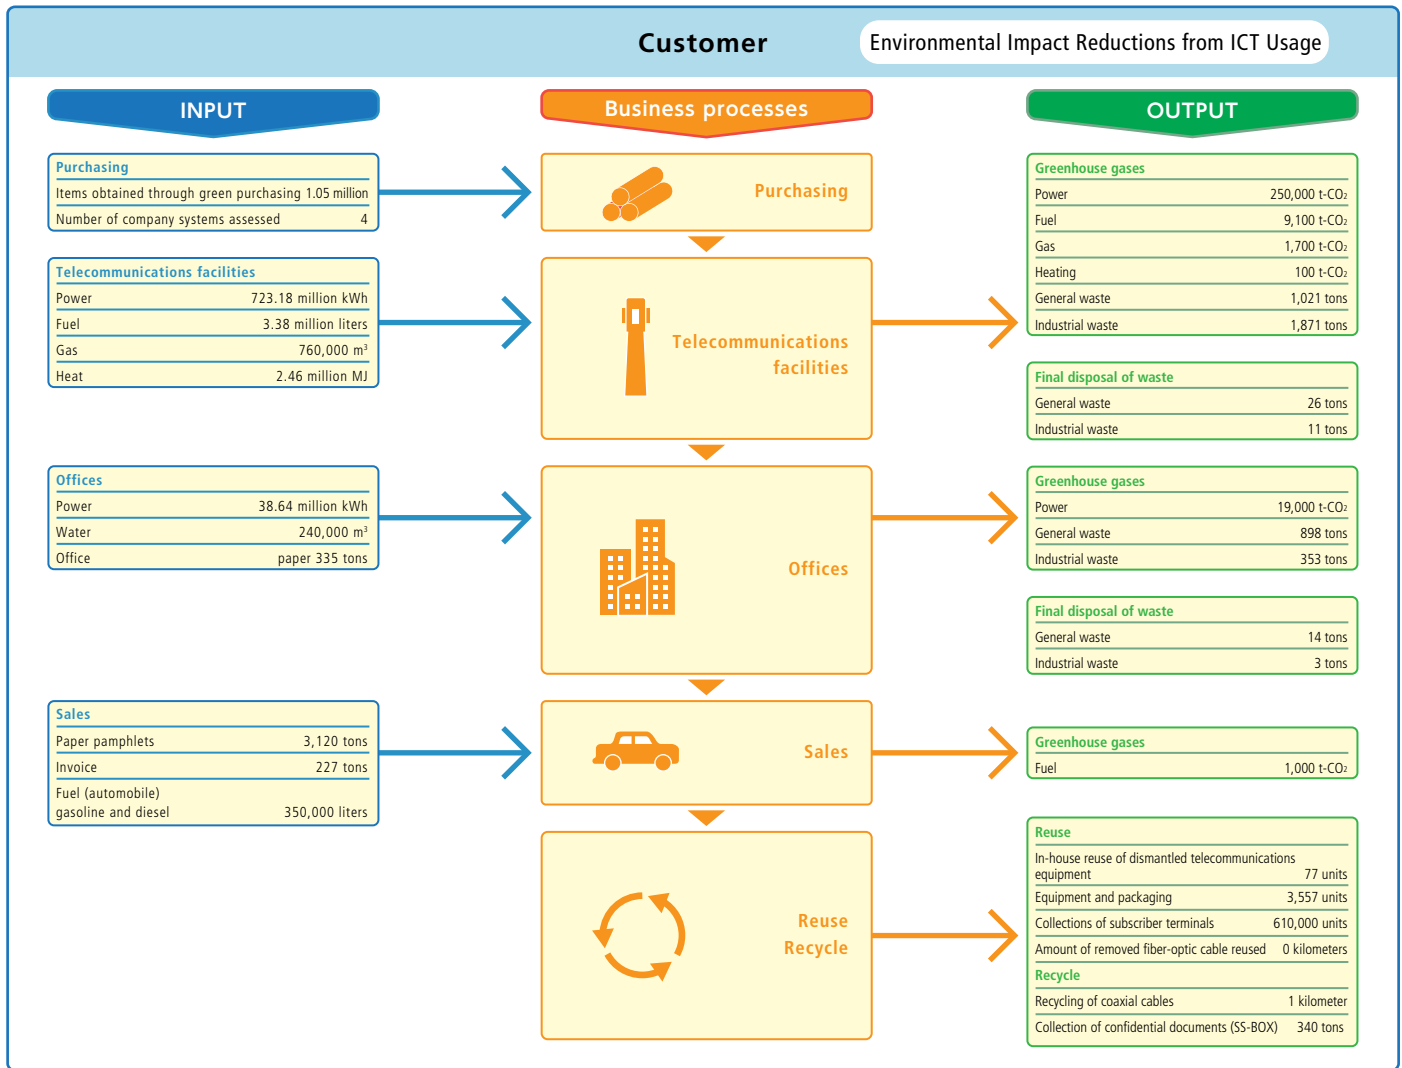 Customer
Environmental Impact Reductions from ICT Usage
INPUT
Purchasing
Items obtained through green purchasing 1.05 million
Number of company systems assessed 4
Telecommunications facilities
Power 723.18 million kWh
Fuel 3.38 million liters
Gas 760,000 m³
Heat 2.46 million MJ
Offices
Power 38.64 million kWh
Water 240,000 m³
Office paper 335 tons
Sales
Paper pamphlets 3,120 tons
Invoice 227 tons
Fuel (automobile)
gasoline and diesel 350,000 liters
Business processes
Purchasing
Telecommunications
facilities
Offices
Sales
Reuse
Recycle
OUTPUT
Greenhouse gases
Power 250,000 t-CO₂
Fuel 9,100 t-CO₂
Gas 1,700 t-CO₂
Heating 100 t-CO₂
General waste 1,021 tons
Industrial waste 1,871 tons
Final disposal of waste
General waste 26 tons
Industrial waste 11 tons
Greenhouse gases
Power 19,000 t-CO₂
General waste 898 tons
Industrial waste 353 tons
Final disposal of waste
General waste 14 tons
Industrial waste 3 tons
Greenhouse gases
Fuel 1,000 t-CO₂
Reuse
In-house reuse of dismantled telecommunications
equipment 77 units
Equipment and packaging 3,557 units
Collections of subscriber terminals 610,000 units
Amount of removed fiber-optic cable reused 0 kilometers
Recycle
Recycling of coaxial cables 1 kilometer
Collection of confidential documents (SS-BOX) 340 tons